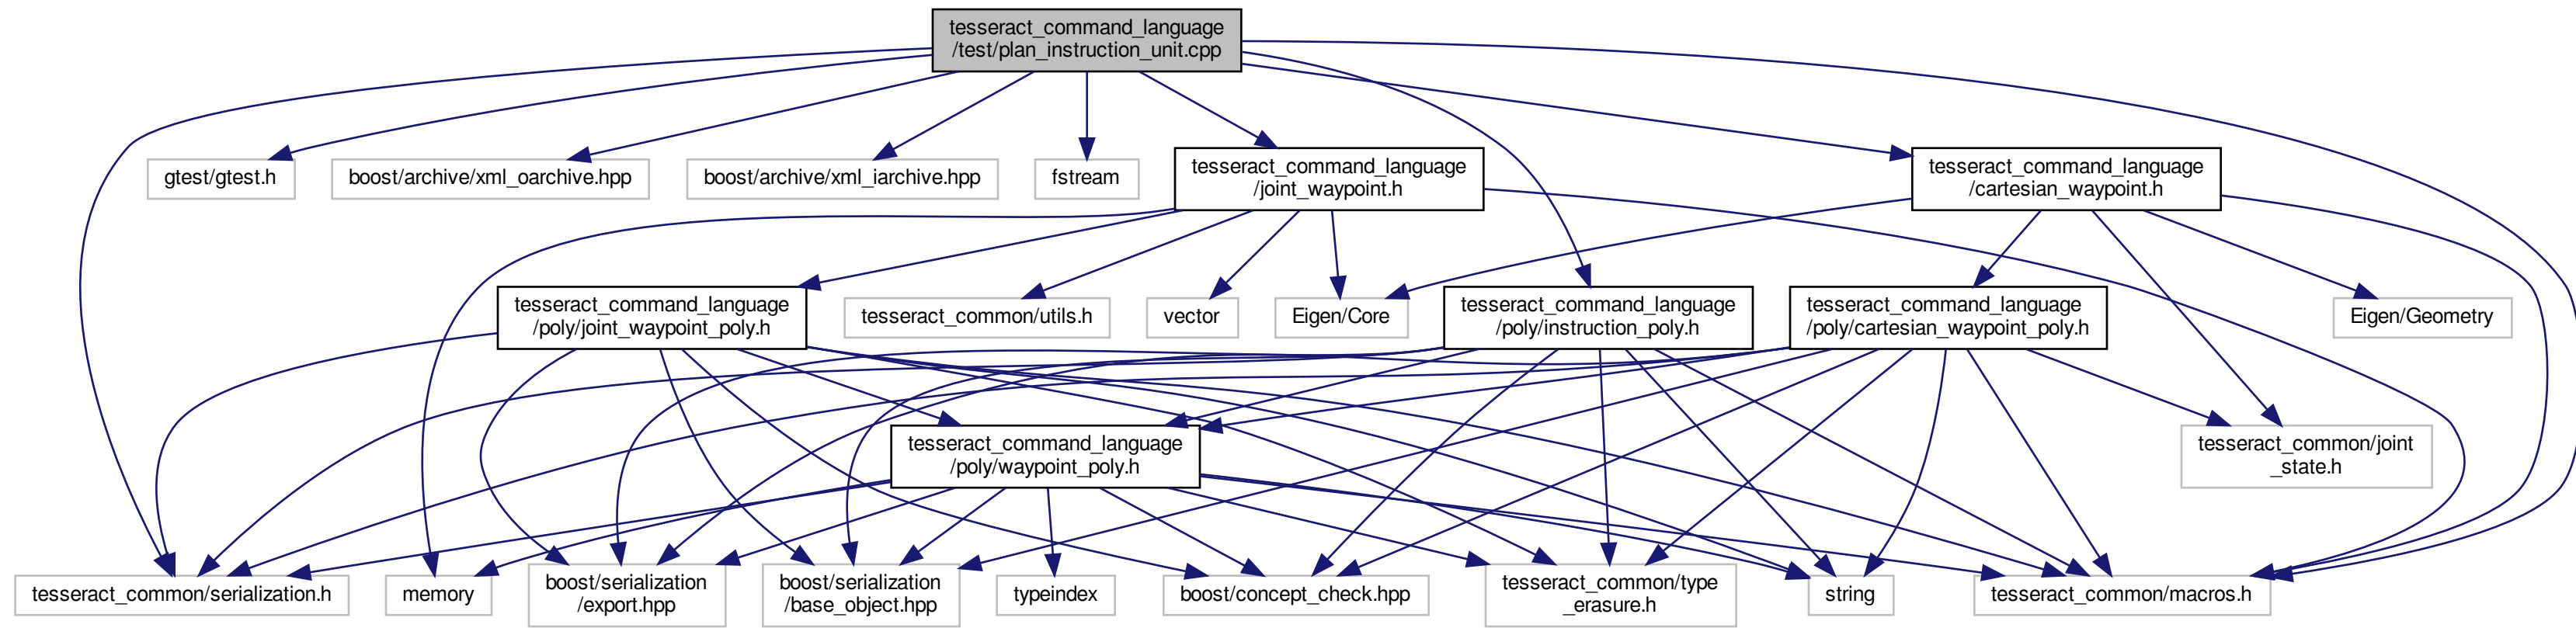 tesseract_command_language
/test/plan_instruction_unit.cpp
gtest/gtest.h
boost/archive/xml_oarchive.hpp
boost/archive/xml_iarchive.hpp
fstream
tesseract_command_language
/joint_waypoint.h
tesseract_command_language
/cartesian_waypoint.h
tesseract_command_language
/poly/joint_waypoint_poly.h
tesseract_common/utils.h
vector
Eigen/Core
tesseract_command_language
/poly/instruction_poly.h
tesseract_command_language
/poly/cartesian_waypoint_poly.h
Eigen/Geometry
tesseract_command_language
/poly/waypoint_poly.h
tesseract_common/joint
_state.h
tesseract_common/serialization.h
memory
boost/serialization
/export.hpp
boost/serialization
/base_object.hpp
typeindex
boost/concept_check.hpp
tesseract_common/type
_erasure.h
string
tesseract_common/macros.h